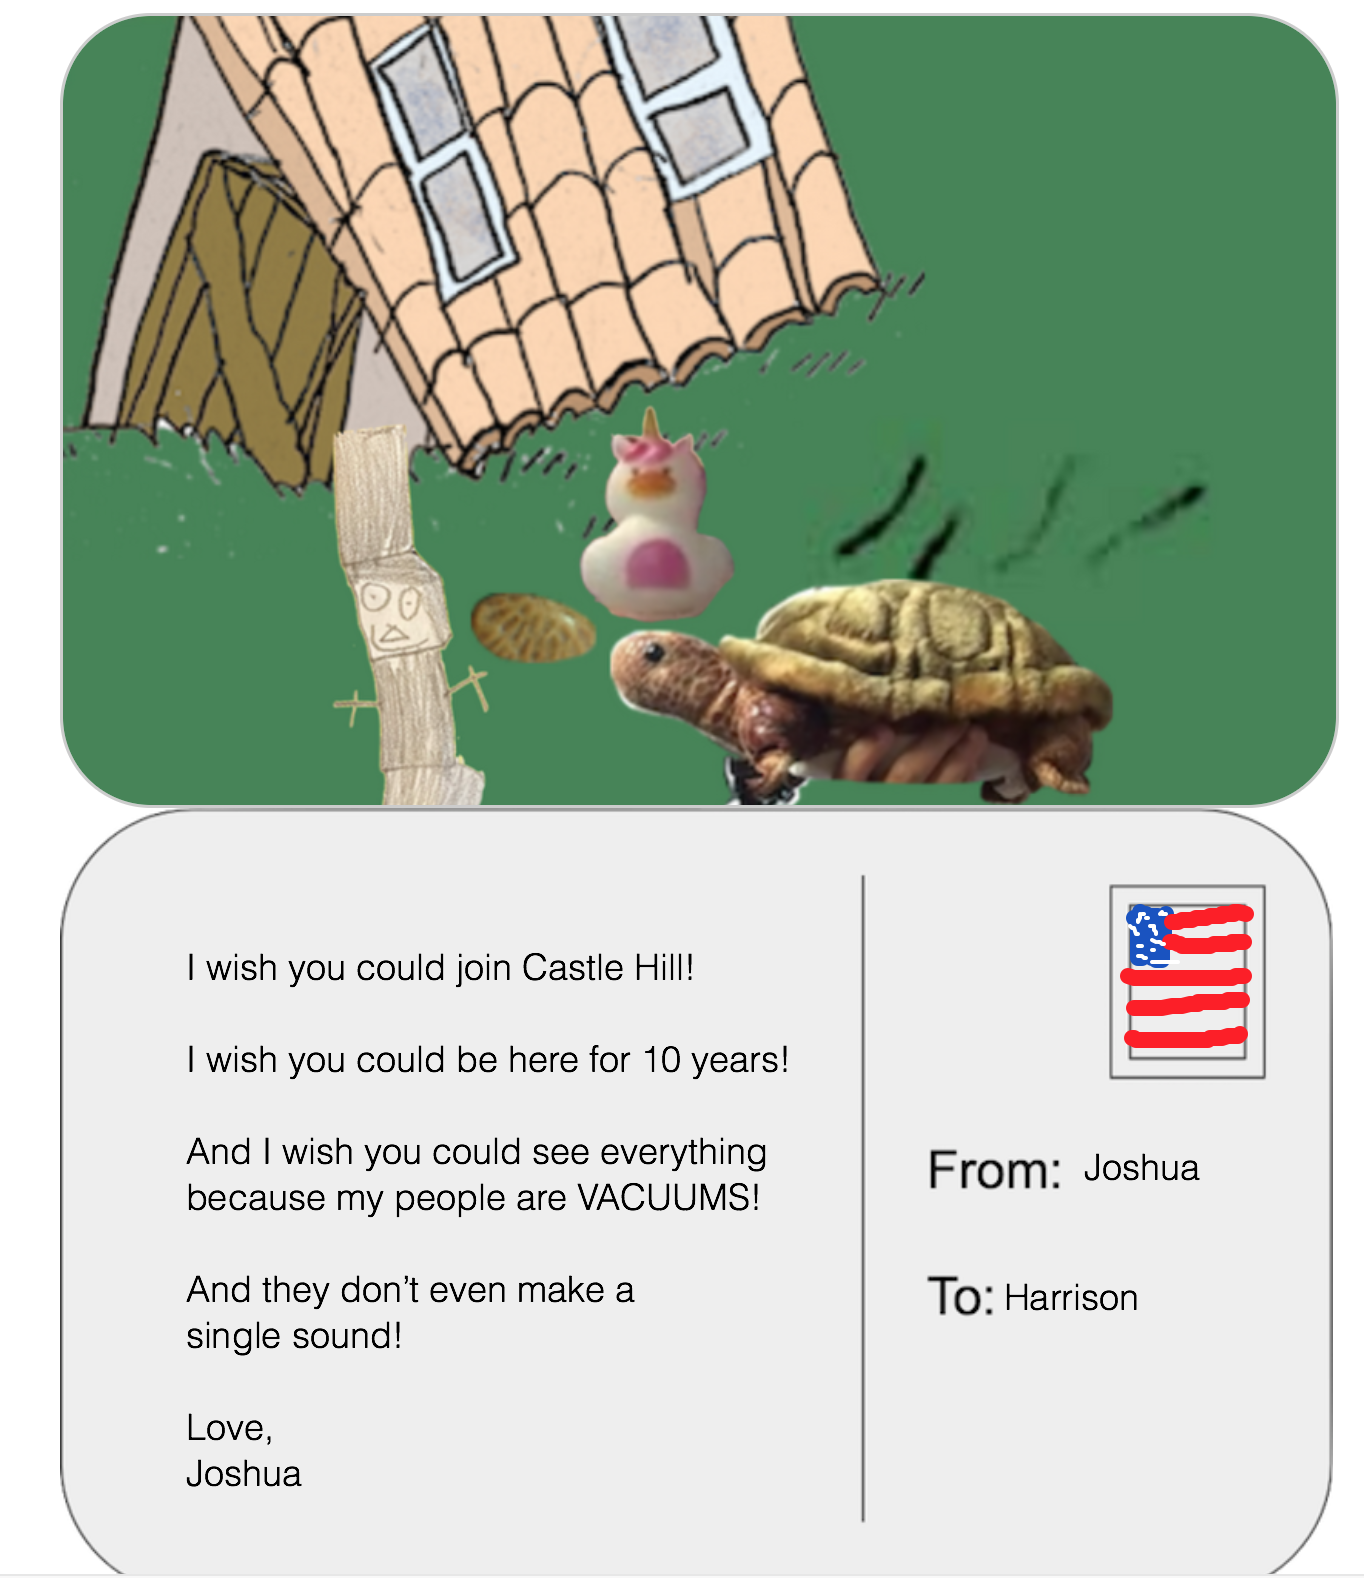 I wish you could join Castle Hill!
I wish you could be here for 10 years!
And I wish you could see everything
because my people are VACUUMS!
And they don’t even make a
single sound!
Love,
Joshua
From: Joshua
To: Harrison